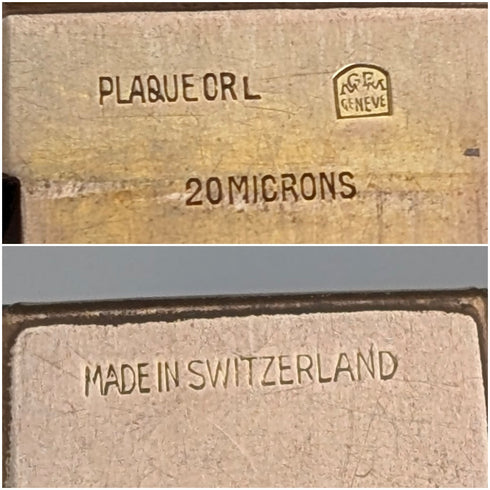 PLAQUE OR L
GENEVE
20 MICRONS
MADE IN SWITZERLAND